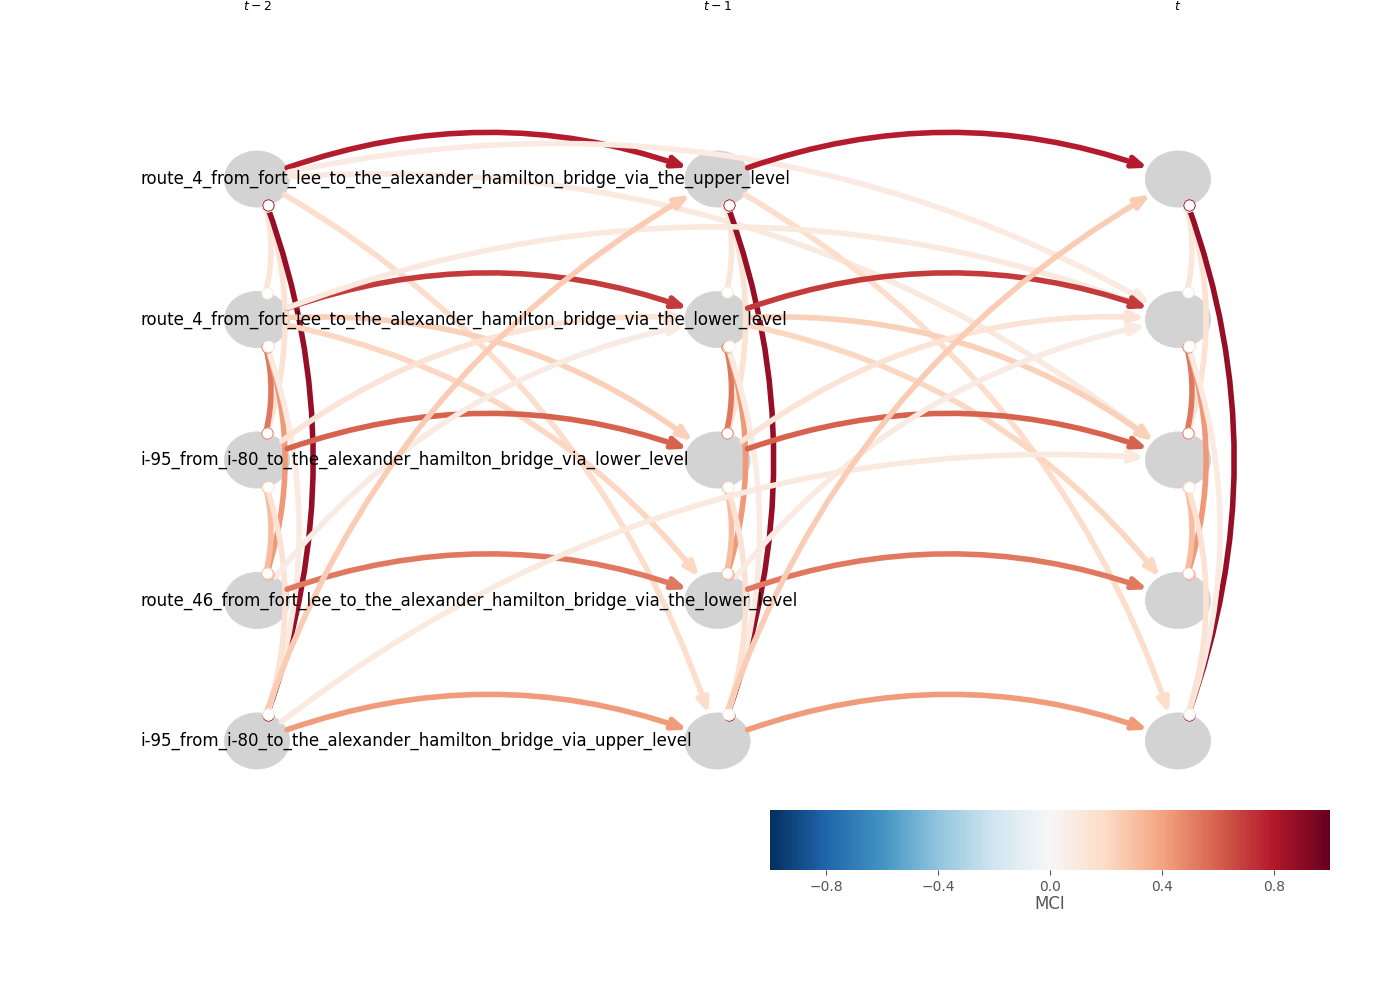 t − 2
t − 1
t
route_4_from_fort_lee_to_the_alexander_hamilton_bridge_via_the_upper_level
route_4_from_fort_lee_to_the_alexander_hamilton_bridge_via_the_lower_level
i-95_from_i-80_to_the_alexander_hamilton_bridge_via_lower_level
route_46_from_fort_lee_to_the_alexander_hamilton_bridge_via_the_lower_level
i-95_from_i-80_to_the_alexander_hamilton_bridge_via_upper_level
−0.8
−0.4
0.0
0.4
0.8
MCI